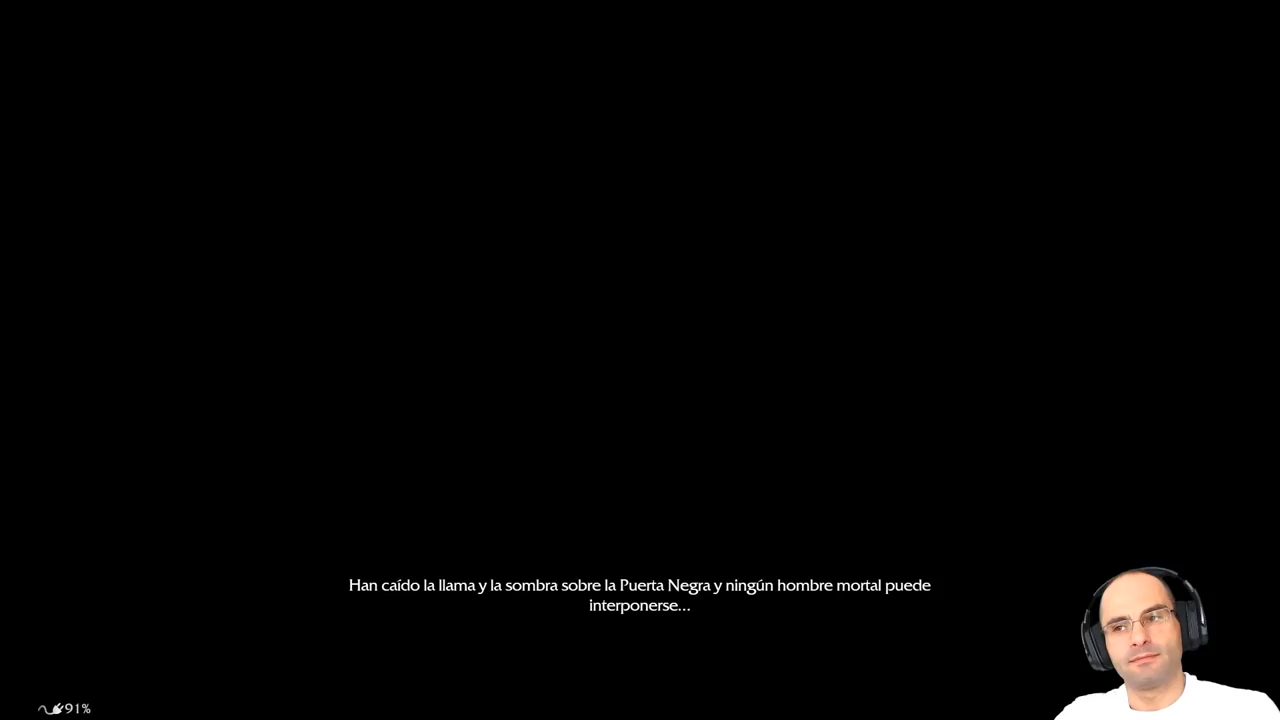 Han caído la llama y la sombra sobre la Puerta Negra y ningún hombre mortal puede
interponerse...
91%